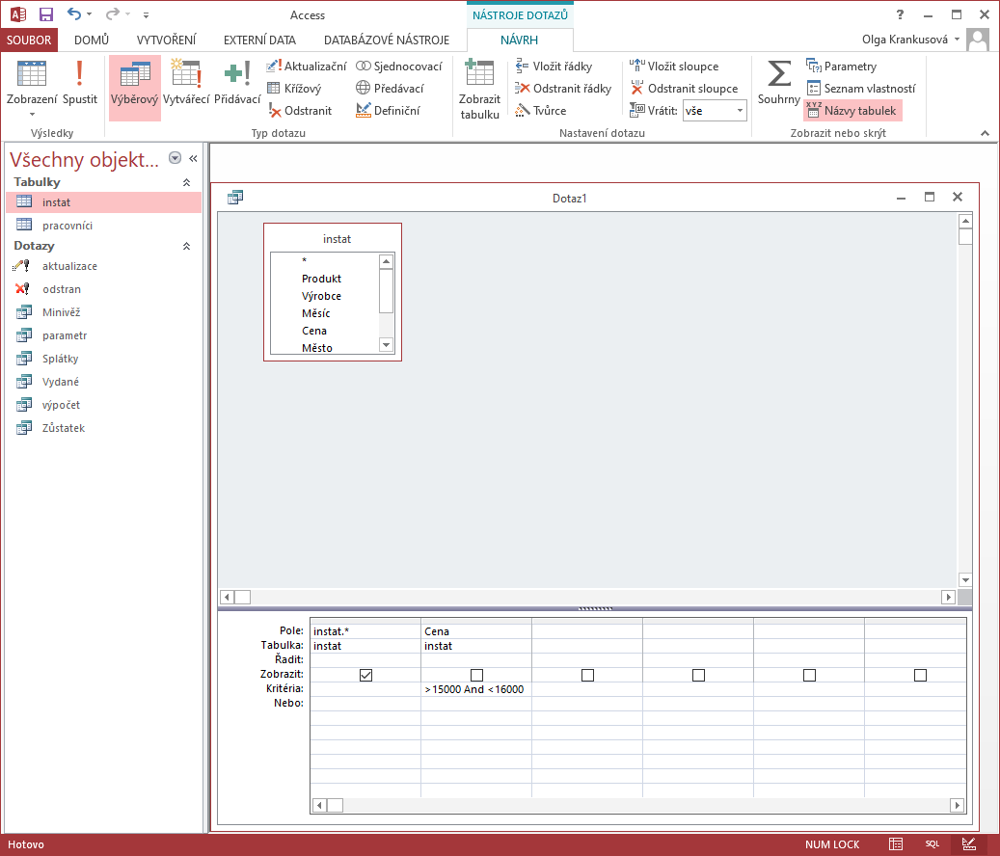 Access
NÁSTROJE DOTAZŮ
?
SOUBOR DOMŮ VYTVOŘENÍ EXTERNÍ DATA DATABÁZOVÉ NÁSTROJE NÁVRH Olga Krankusová
Zobrazení Spustit Výběrový Vytvářecí Přidávací
Aktualizační Sjednocovací
Křížový Předávací
Odstranit Definiční
Zobrazit tabulku
Vložit řádky Vložit sloupce
Odstranit řádky Odstranit sloupce
Tvůrce Vrátit: vše
Souhrny
Parametry
Seznam vlastností
Názvy tabulek
Výsledky Typ dotazu Nastavení dotazu Zobrazit nebo skrýt
Všechny objekt... «
Tabulky
instat
pracovníci
Dotazy
aktualizace
odstran
Minivěž
parametr
Splátky
Vydané
výpočet
Zůstatek
Dotaz1
instat
*
Produkt
Výrobce
Měsíc
Cena
Město
Pole: instat.* Cena
Tabulka: instat instat
Řadit:
Zobrazit:
Kritéria: >15000 And <16000
Nebo:
Hotovo NUM LOCK SQL